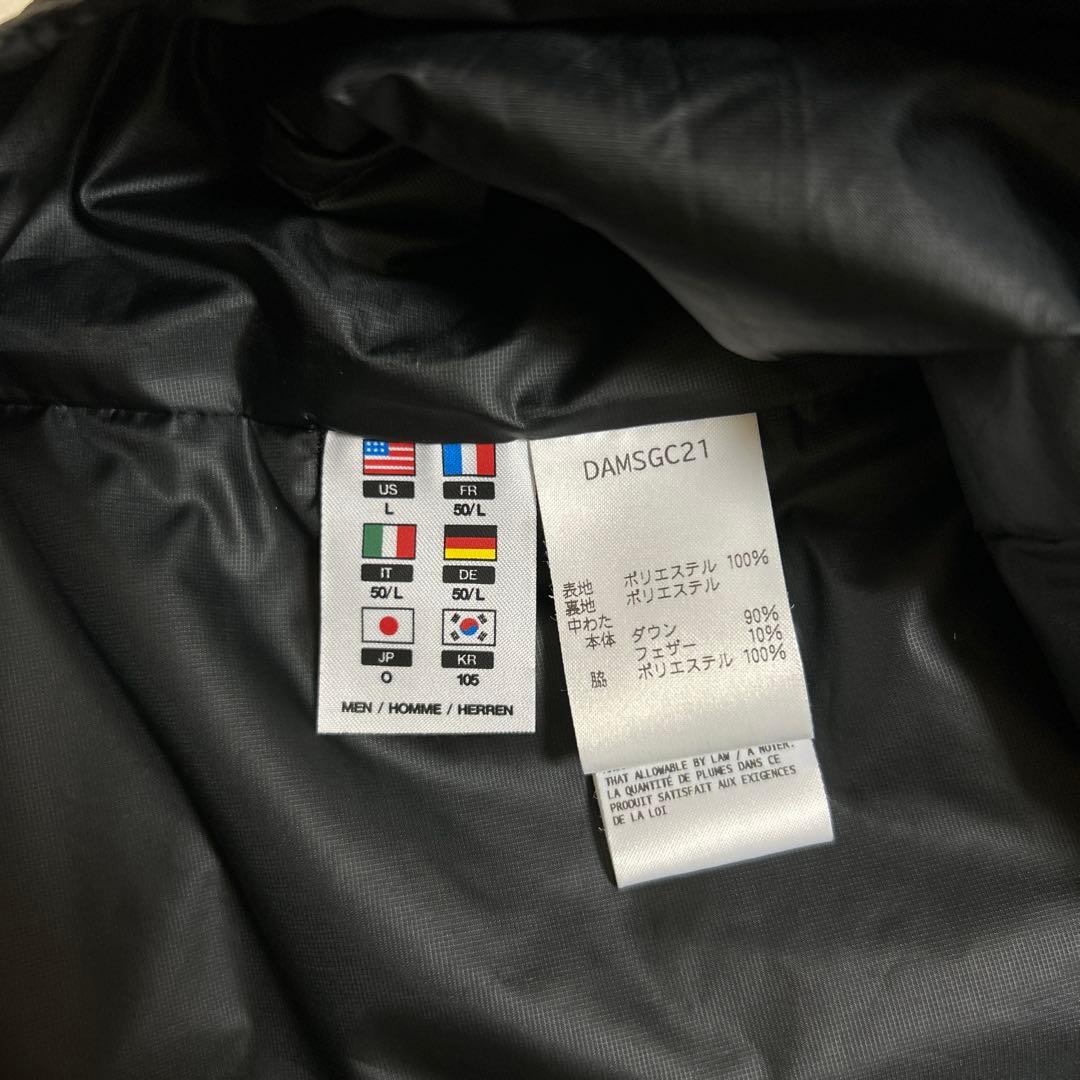 US FR
L 50/L
IT DE
50/L 50/L
JP KR
O 105
MEN / HOMME / HERREN
DAMSGC21
表地 ポリエステル 100%
裏地 ポリエステル
中わた
本体 ダウン 90%
フェザー 10%
脇 ポリエステル 100%
THAT ALLOWABLE BY LAW / A NOTER:
LA QUANTITÉ DE PLUMES DANS CE
PRODUIT SATISFAIT AUX EXIGENCES
DE LA LOI